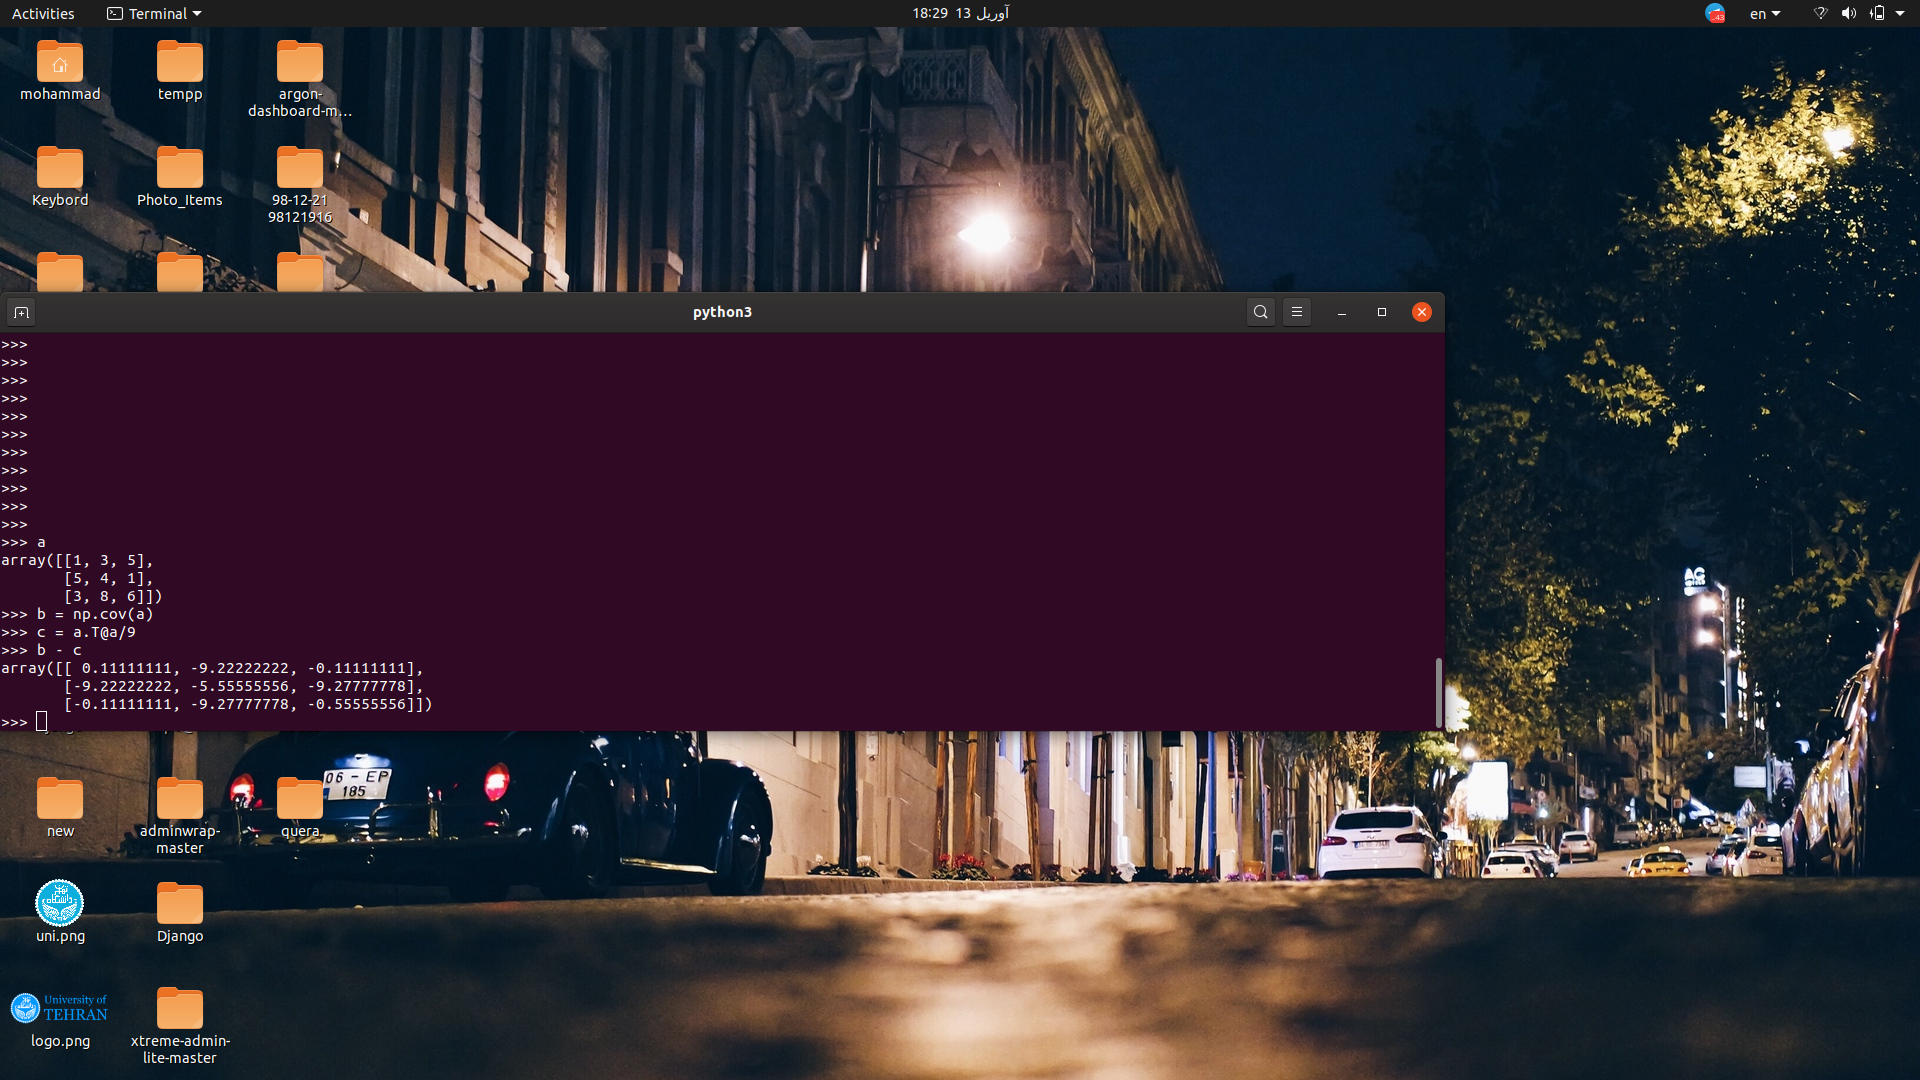 Activities
Terminal
18:29 13 آوریل
en
mohammad
tempp
argon-
dashboard-m...
Keybord
Photo_Items
98-12-21
98121916
python3
>>>
>>>
>>>
>>>
>>>
>>>
>>>
>>>
>>>
>>>
>>>
>>> a
array([[1, 3, 5],
[5, 4, 1],
[3, 8, 6]])
>>> b = np.cov(a)
>>> c = a.T@a/9
>>> b - c
array([[ 0.11111111, -9.22222222, -0.11111111],
[-9.22222222, -5.55555556, -9.27777778],
[-0.11111111, -9.27777778, -0.55555556]])
>>>
06 - EP
185
AG
new
adminwrap-
master
quera
uni.png
Django
University of
TEHRAN
logo.png
xtreme-admin-
lite-master